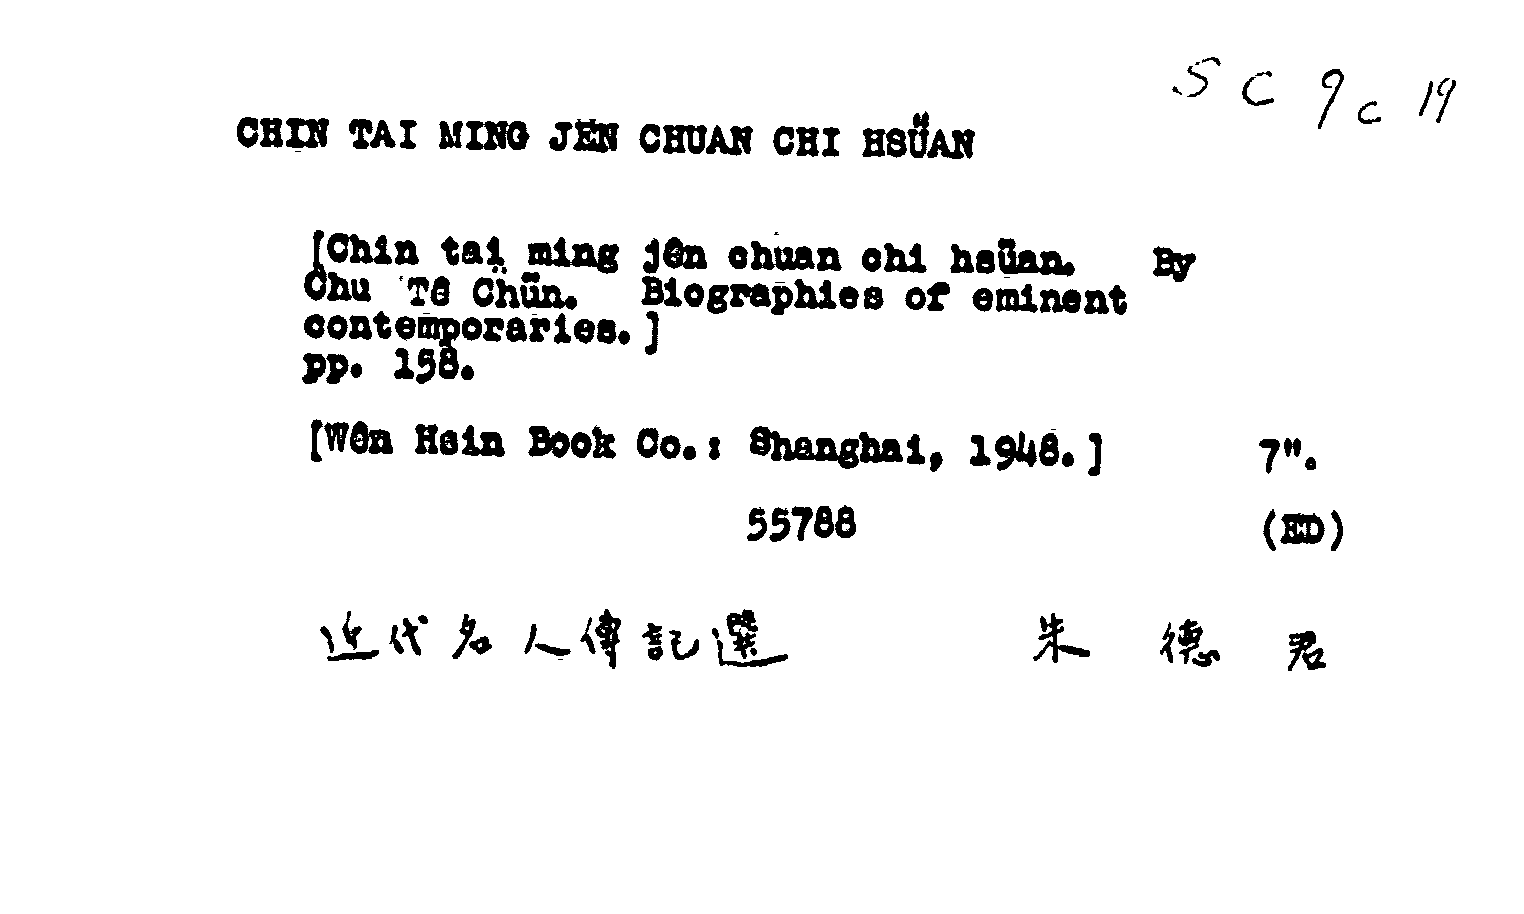 S C 9 c 19
CHIN TAI MING JÊN CHUAN CHI HSÜAN
[Chin tai ming jên chuan chi hsüan. By
Chu Tê Chün. Biographies of eminent
contemporaries.]
pp. 158.
[Wên Hsin Book Co.: Shanghai, 1948.] 7".
55788 (ED)
近代名人傳記選 朱 德 君